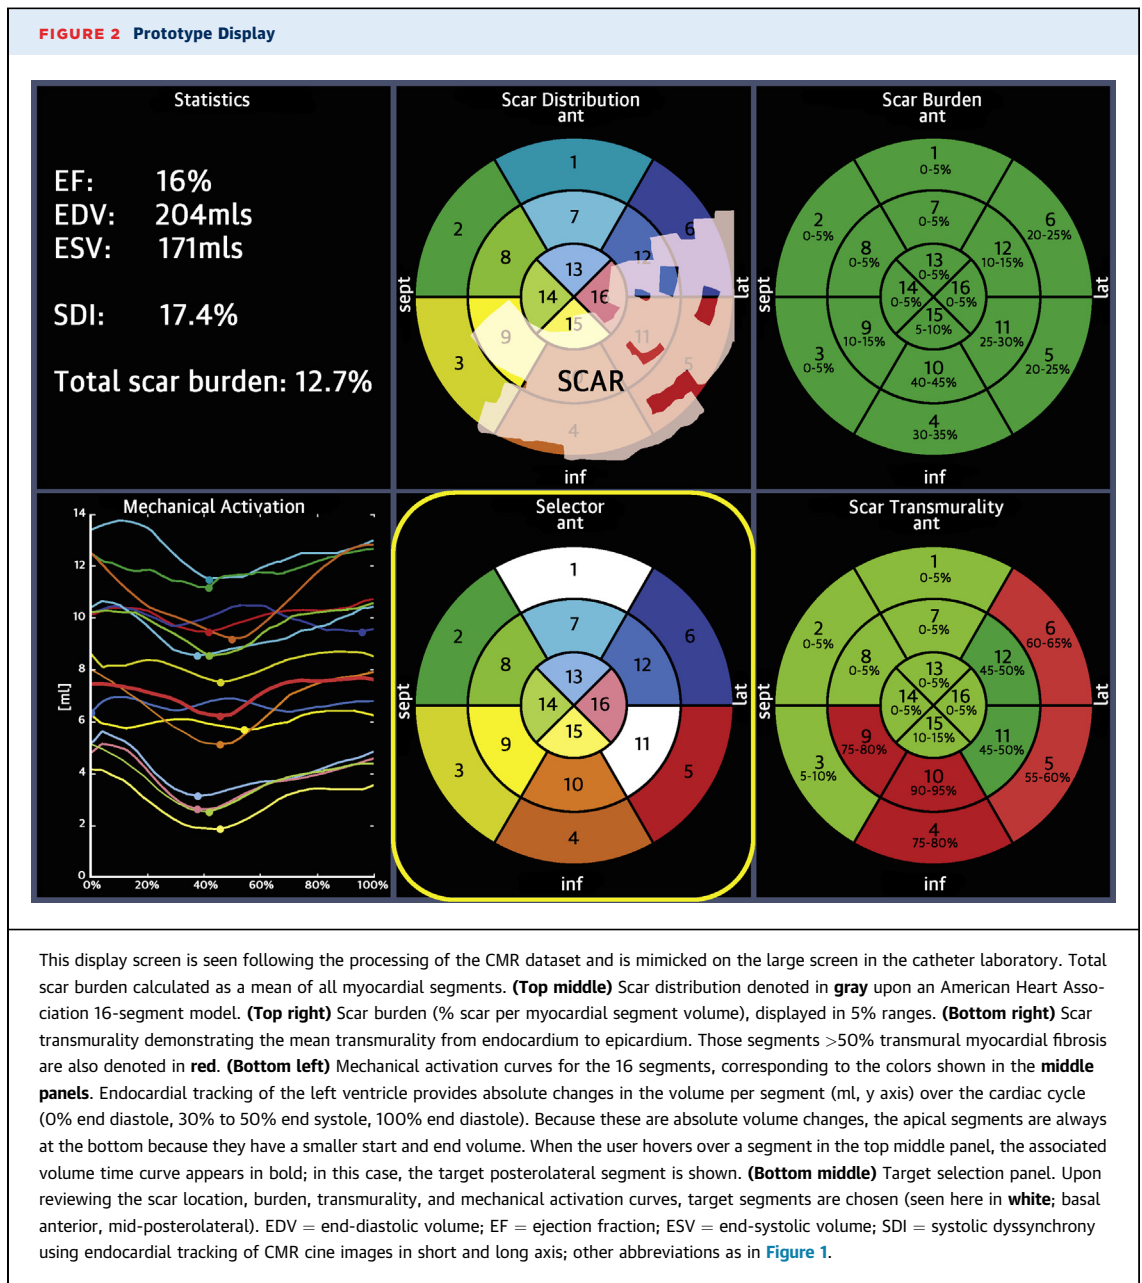 FIGURE 2 Prototype Display
Statistics
EF: 16%
EDV: 204mls
ESV: 171mls
SDI: 17.4%
Total scar burden: 12.7%
Scar Distribution
ant
1
2
7
6
8
12
13
sept
14
16
lat
15
9
11
3
5
SCAR
4
inf
Scar Burden
ant
1
0-5%
2
0-5%
7
0-5%
6
20-25%
8
0-5%
12
10-15%
13
0-5%
sept
14
0-5%
16
0-5%
lat
15
5-10%
9
10-15%
11
25-30%
3
0-5%
10
40-45%
5
20-25%
4
30-35%
inf
Mechanical Activation
14
12
10
8
[ml]
6
4
2
0
0% 20% 40% 60% 80% 100%
Selector
ant
1
2
7
6
8
12
13
sept
14
16
lat
15
9
11
3
10
5
4
inf
Scar Transmurality
ant
1
0-5%
2
0-5%
7
0-5%
6
60-65%
8
0-5%
12
45-50%
13
0-5%
sept
14
0-5%
16
0-5%
lat
15
10-15%
9
75-80%
11
45-50%
3
5-10%
10
90-95%
5
55-60%
4
75-80%
inf
This display screen is seen following the processing of the CMR dataset and is mimicked on the large screen in the catheter laboratory. Total
scar burden calculated as a mean of all myocardial segments. (Top middle) Scar distribution denoted in gray upon an American Heart Asso-
ciation 16-segment model. (Top right) Scar burden (% scar per myocardial segment volume), displayed in 5% ranges. (Bottom right) Scar
transmurality demonstrating the mean transmurality from endocardium to epicardium. Those segments >50% transmural myocardial fibrosis
are also denoted in red. (Bottom left) Mechanical activation curves for the 16 segments, corresponding to the colors shown in the middle
panels. Endocardial tracking of the left ventricle provides absolute changes in the volume per segment (ml, y axis) over the cardiac cycle
(0% end diastole, 30% to 50% end systole, 100% end diastole). Because these are absolute volume changes, the apical segments are always
at the bottom because they have a smaller start and end volume. When the user hovers over a segment in the top middle panel, the associated
volume time curve appears in bold; in this case, the target posterolateral segment is shown. (Bottom middle) Target selection panel. Upon
reviewing the scar location, burden, transmurality, and mechanical activation curves, target segments are chosen (seen here in white; basal
anterior, mid-posterolateral). EDV = end-diastolic volume; EF = ejection fraction; ESV = end-systolic volume; SDI = systolic dyssynchrony
using endocardial tracking of CMR cine images in short and long axis; other abbreviations as in Figure 1.